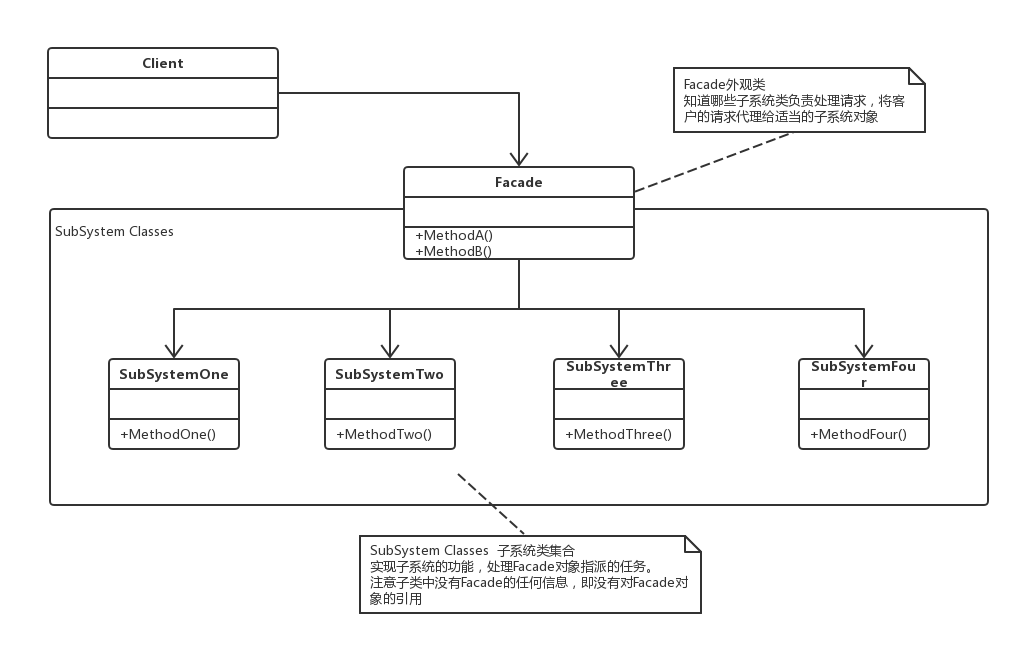 Client
Facade外观类
知道哪些子系统类负责处理请求，将客
户的请求代理给适当的子系统对象
Facade
+MethodA()
+MethodB()
SubSystem Classes
SubSystemOne
+MethodOne()
SubSystemTwo
+MethodTwo()
SubSystemThr
ee
+MethodThree()
SubSystemFou
r
+MethodFour()
SubSystem Classes  子系统类集合
实现子系统的功能，处理Facade对象指派的任务。
注意子类中没有Facade的任何信息，即没有对Facade对
象的引用